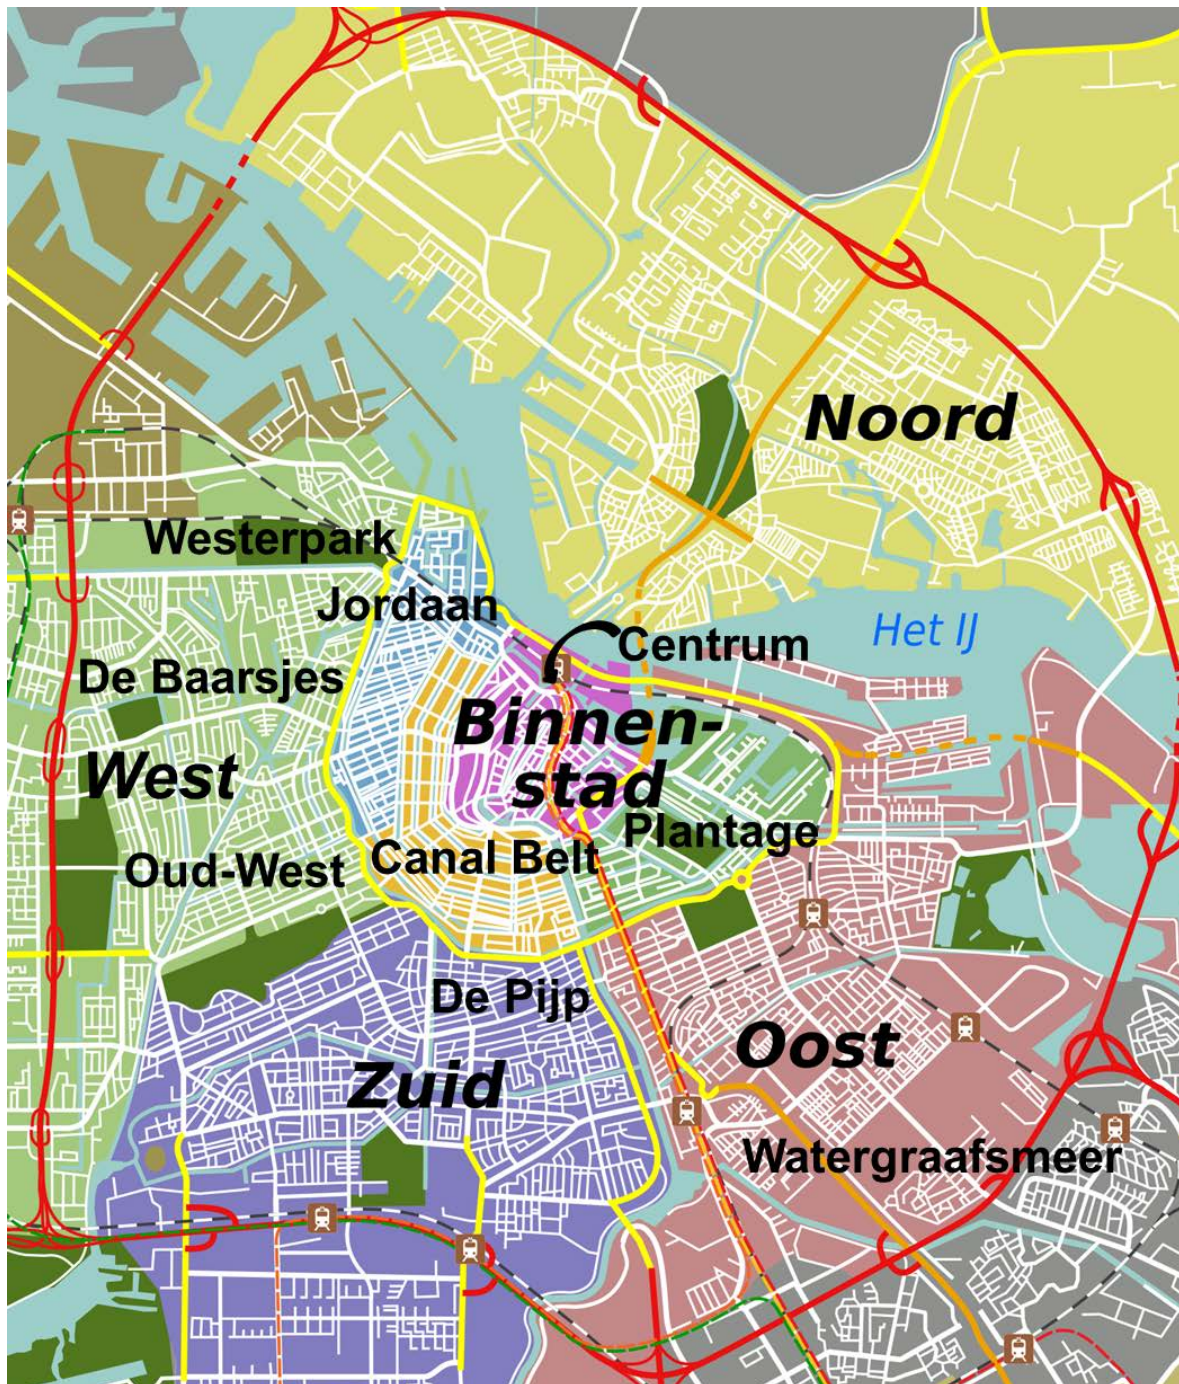 Noord
Westerpark
Jordaan
Het IJ
Centrum
De Baarsjes
Binnen-
stad
West
Plantage
Canal Belt
Oud-West
De Pijp
Oost
Zuid
Watergraafsmeer